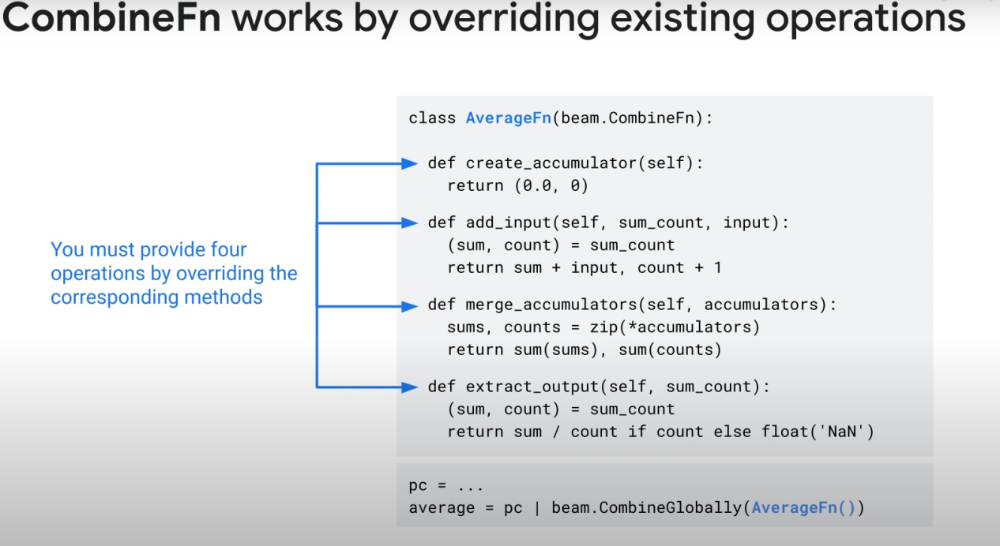 CombineFn works by overriding existing operations
You must provide four
operations by overriding the
corresponding methods
class AverageFn(beam.CombineFn):
def create_accumulator(self):
return (0.0, 0)
def add_input(self, sum_count, input):
(sum, count) = sum_count
return sum + input, count + 1
def merge_accumulators(self, accumulators):
sums, counts = zip(*accumulators)
return sum(sums), sum(counts)
def extract_output(self, sum_count):
(sum, count) = sum_count
return sum / count if count else float('NaN')
pc = ...
average = pc | beam.CombineGlobally(AverageFn())